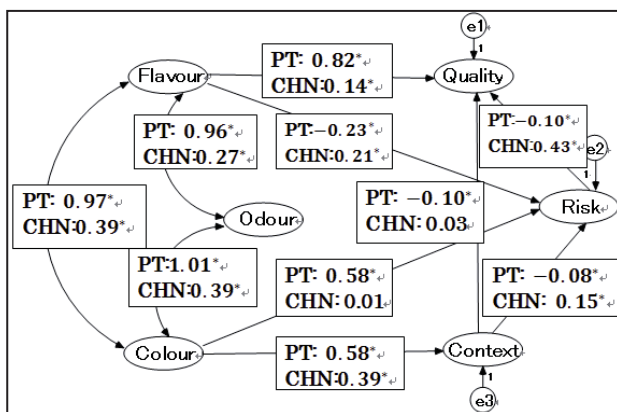 e1
1
Flavour
PT: 0.82*
CHN:0.14*
Quality
PT: 0.96*
CHN:0.27*
PT:-0.23*
CHN:0.21*
PT:-0.10*
CHN:0.43*
e2
1
PT: 0.97*
CHN:0.39*
Odour
PT: -0.10*
CHN: 0.03
Risk
PT:1.01*
CHN:0.39*
PT: 0.58*
CHN: 0.01
PT: -0.08*
CHN: 0.15*
Colour
PT: 0.58*
CHN:0.39*
Context
1
e3